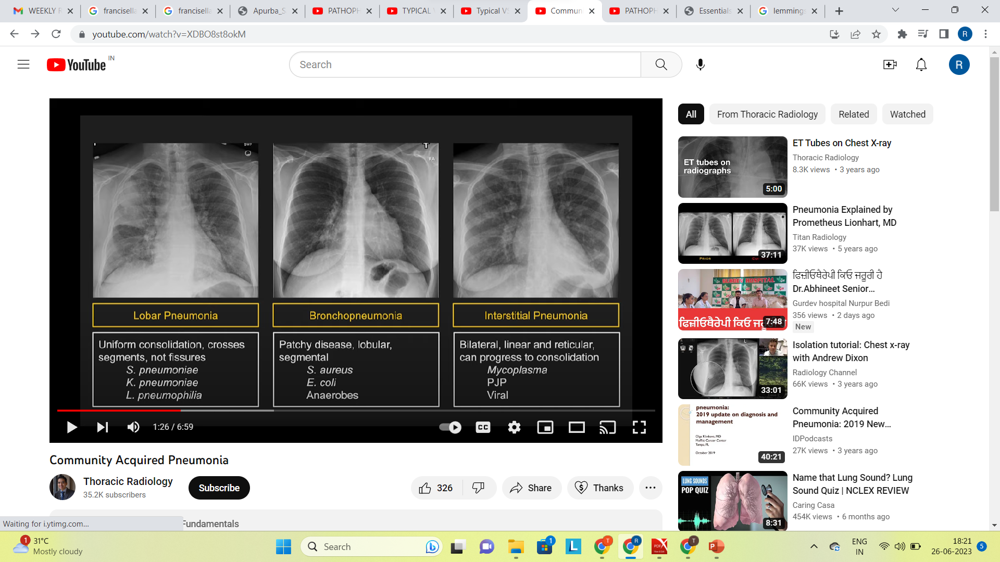 WEEKLY R
francisella
francisella
Apurba_S
PATHOPH
TYPICAL
Typical VS
Commun
PATHOPH
Essentials
lemmings
youtube.com/watch?v=XDBO8st8okM
R
YouTube IN
Search
R
All
From Thoracic Radiology
Related
Watched
DWP
T
FA
Lobar Pneumonia
Bronchopneumonia
Interstitial Pneumonia
Uniform consolidation, crosses
segments, not fissures
S. pneumoniae
K. pneumoniae
L. pneumophilia
Patchy disease, lobular,
segmental
S. aureus
E. coli
Anaerobes
Bilateral, linear and reticular,
can progress to consolidation
Mycoplasma
PJP
Viral
1:26 / 6:59
CC
Community Acquired Pneumonia
Thoracic Radiology
35.2K subscribers
Subscribe
326
Share
Thanks
Fundamentals
Waiting for i.ytimg.com...
ET tubes on
radiographs
5:00
ET Tubes on Chest X-ray
Thoracic Radiology
8.3K views • 3 years ago
PRIOR
37:11
Pneumonia Explained by
Prometheus Lionhart, MD
Titan Radiology
37K views • 5 years ago
GURDEV HOSPITAL
ਫਿਜ਼ੀਓਥੈਰੇਪੀ ਕਿਓ
7:48
ਫਿਜ਼ੀਓਥੈਰੇਪੀ ਕਿਓ ਜਰੂਰੀ ਹੈ
Dr.Abhineet Senior...
Gurdev hospital Nurpur Bedi
356 views • 2 days ago
New
L
33:01
Isolation tutorial: Chest x-ray
with Andrew Dixon
Radiology Channel
66K views • 3 years ago
pneumonia:
2019 update on diagnosis and
management
Olga Klinkova, MD
Moffitt Cancer Center
Tampa, FL
October 2019
40:21
Community Acquired
Pneumonia: 2019 New...
IDPodcasts
27K views • 3 years ago
LUNG SOUNDS
POP QUIZ
8:31
Name that Lung Sound? Lung
Sound Quiz | NCLEX REVIEW
Caring Casa
454K views • 6 months ago
1
31°C
Mostly cloudy
Search
1
L
T
R
PDFX
T
P
ENG
IN
18:21
26-06-2023
5